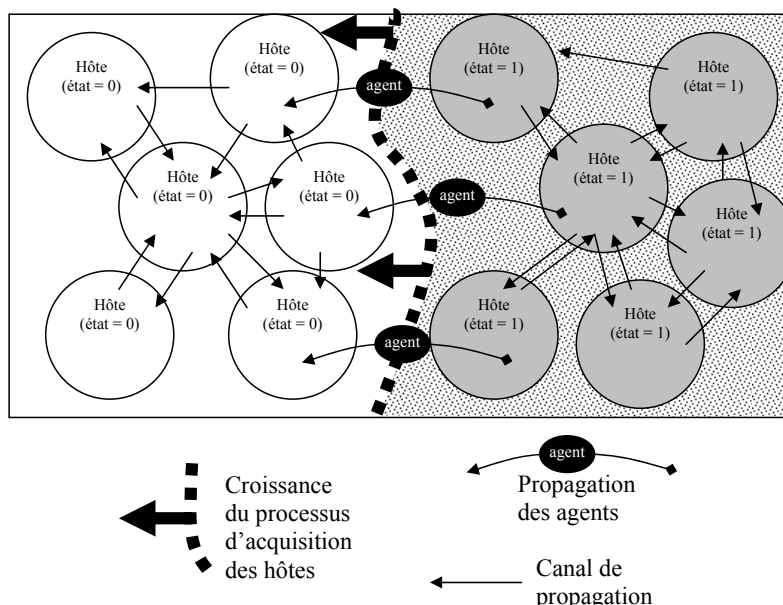 Hôte
(état = 0)
Hôte
(état = 0)
Hôte
(état = 1)
Hôte
(état = 1)
agent
Hôte
(état = 0)
Hôte
(état = 0)
Hôte
(état = 1)
agent
Hôte
(état = 1)
Hôte
(état = 0)
Hôte
(état = 0)
Hôte
(état = 1)
Hôte
(état = 1)
agent
agent
Croissance
du processus
d’acquisition
des hôtes
Propagation
des agents
Canal de
propagation